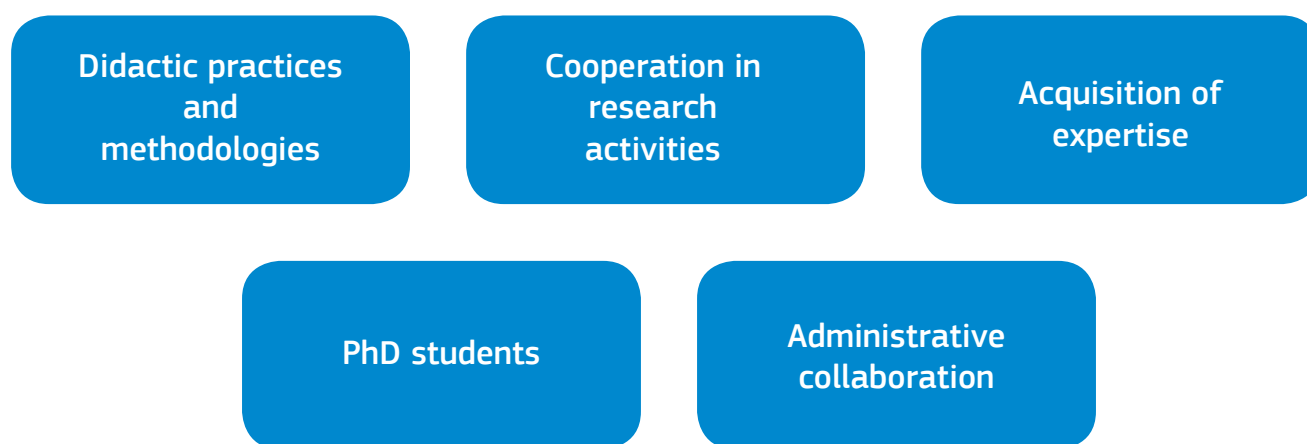 Didactic practices
and
methodologies
Cooperation in
research
activities
Acquisition of
expertise
PhD students
Administrative
collaboration